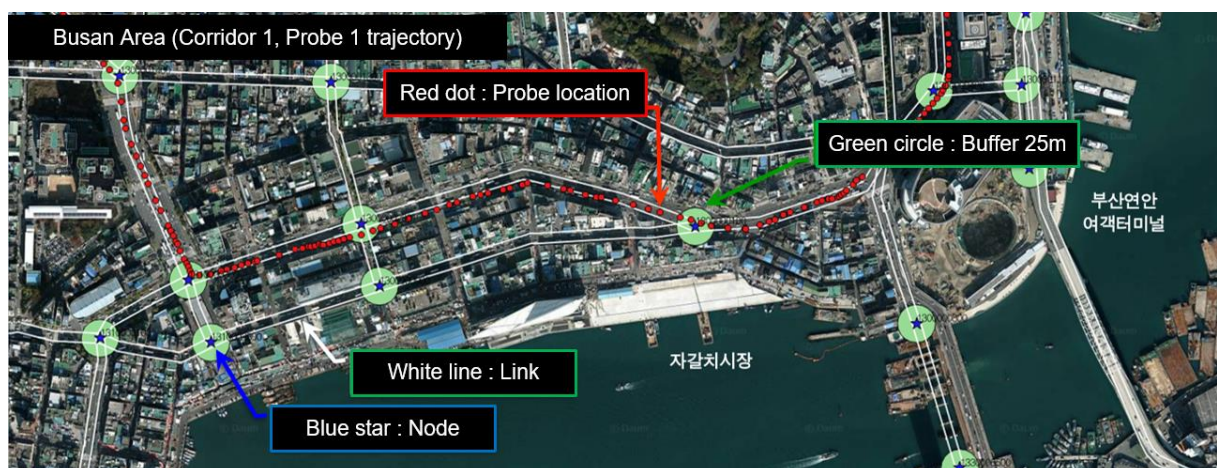 Busan Area (Corridor 1, Probe 1 trajectory)
Red dot : Probe location
Green circle : Buffer 25m
부산연안
여객터미널
자갈치시장
White line : Link
Blue star : Node